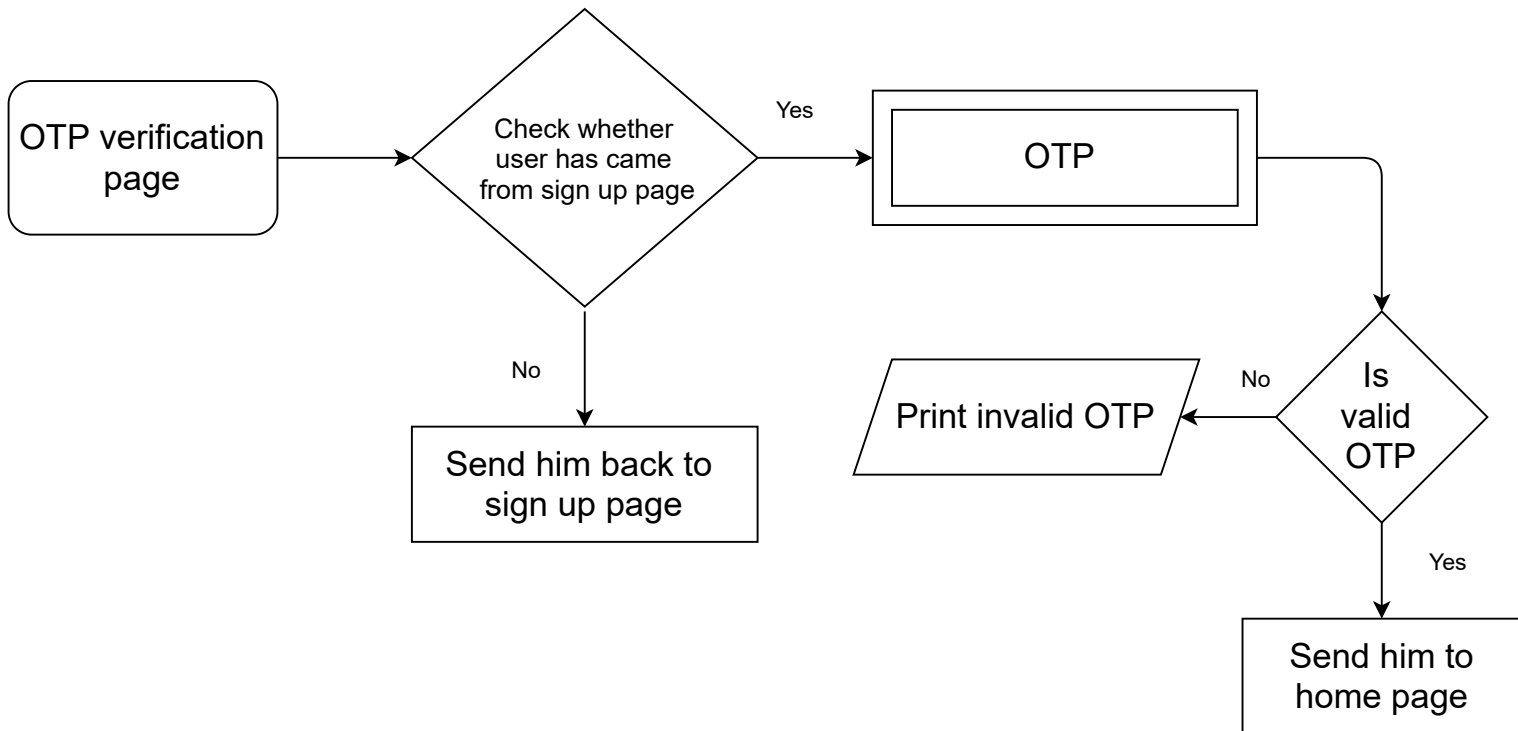 OTP verification
page
Check whether
user has came
from sign up page
Yes
OTP
No
Send him back to
sign up page
Is
valid
OTP
No
Print invalid OTP
Yes
Send him to
home page